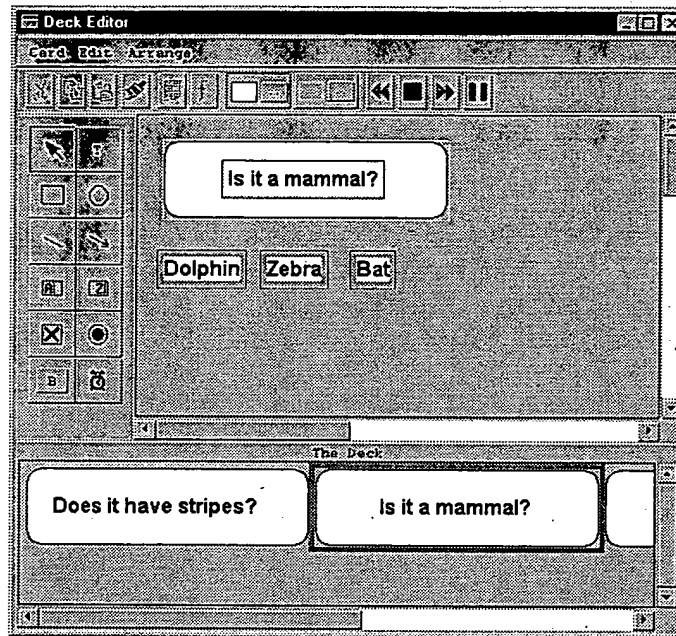 Deck Editor
Card Edit Arrange
Is it a mammal?
Dolphin Zebra Bat
A Z
B
The Deck
Does it have stripes? Is it a mammal?